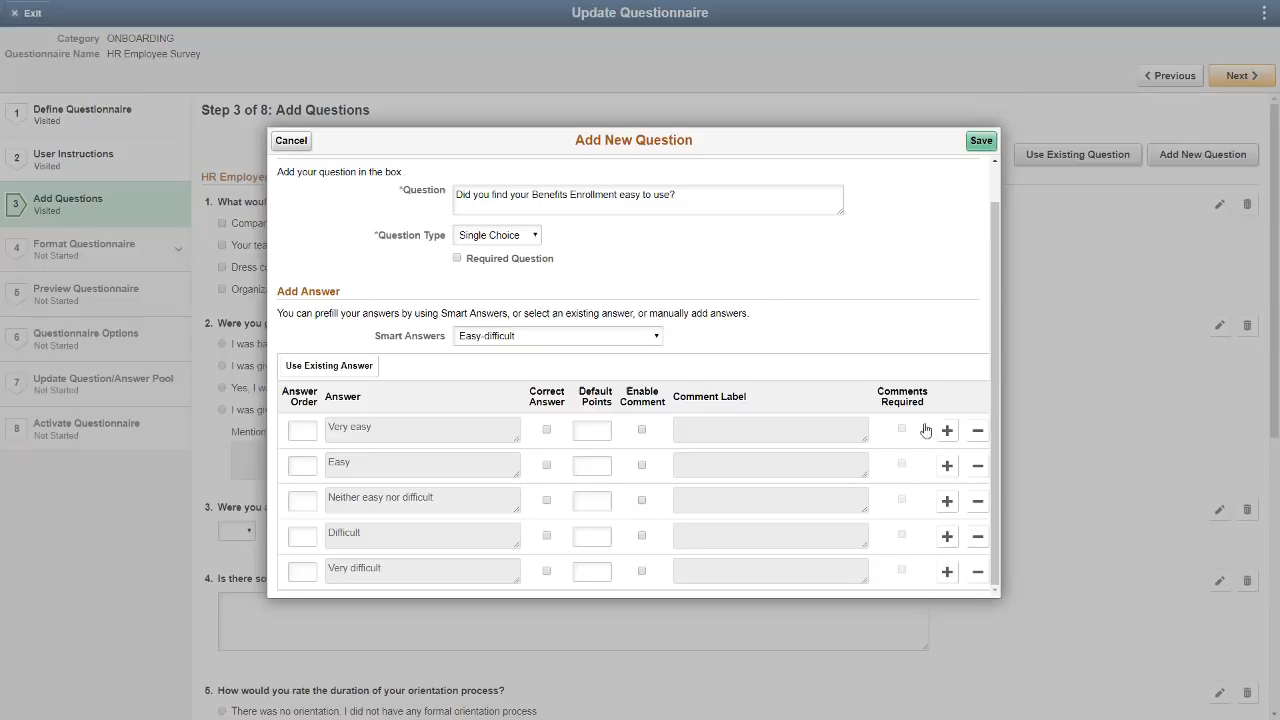 Exit
Update Questionnaire
Category ONBOARDING
Questionnaire Name HR Employee Survey
Previous
Next
1 Define Questionnaire
Visited
2 User Instructions
Visited
3 Add Questions
Visited
4 Format Questionnaire
Not Started
5 Preview Questionnaire
Not Started
6 Questionnaire Options
Not Started
7 Update Question/Answer Pool
Not Started
8 Activate Questionnaire
Not Started
Step 3 of 8: Add Questions
Use Existing Question
Add New Question
HR Employe
1. What wou
Compa
Your tea
Dress co
Organiz
2. Were you g
I was ba
I was giv
Yes, I wa
I was giv
Mention
3. Were you a
4. Is there so
5. How would you rate the duration of your orientation process?
There was no orientation. I did not have any formal orientation process
Cancel
Add New Question
Save
Add your question in the box
*Question
Did you find your Benefits Enrollment easy to use?
*Question Type Single Choice
Required Question
Add Answer
You can prefill your answers by using Smart Answers, or select an existing answer, or manually add answers.
Smart Answers Easy-difficult
Use Existing Answer
Answer Order Answer Correct Answer Default Points Enable Comment Comment Label Comments Required
Very easy
Easy
Neither easy nor difficult
Difficult
Very difficult